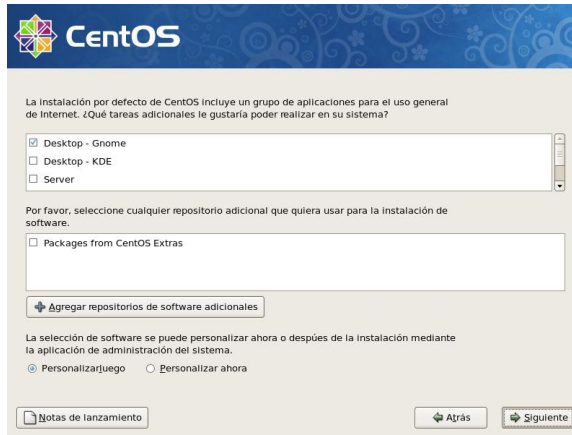 CentOS
La instalación por defecto de CentOS incluye un grupo de aplicaciones para el uso general
de Internet. ¿Qué tareas adicionales le gustaría poder realizar en su sistema?
Desktop - Gnome
Desktop - KDE
Server
Por favor, seleccione cualquier repositorio adicional que quiera usar para la instalación de
software.
Packages from CentOS Extras
Agregar repositorios de software adicionales
La selección de software se puede personalizar ahora o despúes de la instalación mediante
la aplicación de administración del sistema.
Personalizarluego Personalizar ahora
Notas de lanzamiento Atrás Siguiente